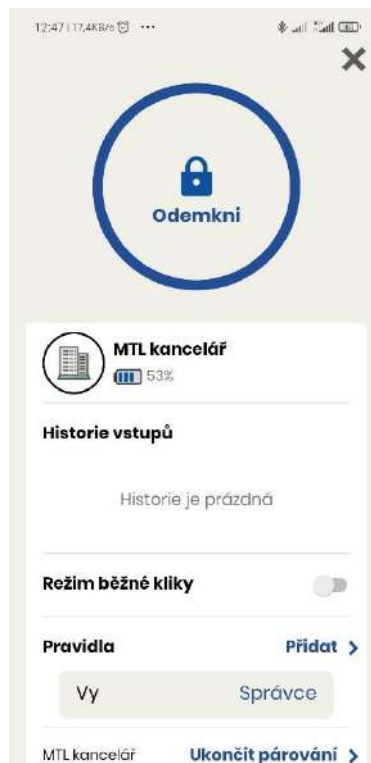 12:47 | 17,4KB/s
Odemkni
MTL kancelář
53%
Historie vstupů
Historie je prázdná
Režim běžné kliky
Pravidla Přidat >
Vy Správce
MTL kancelář Ukončit párování >